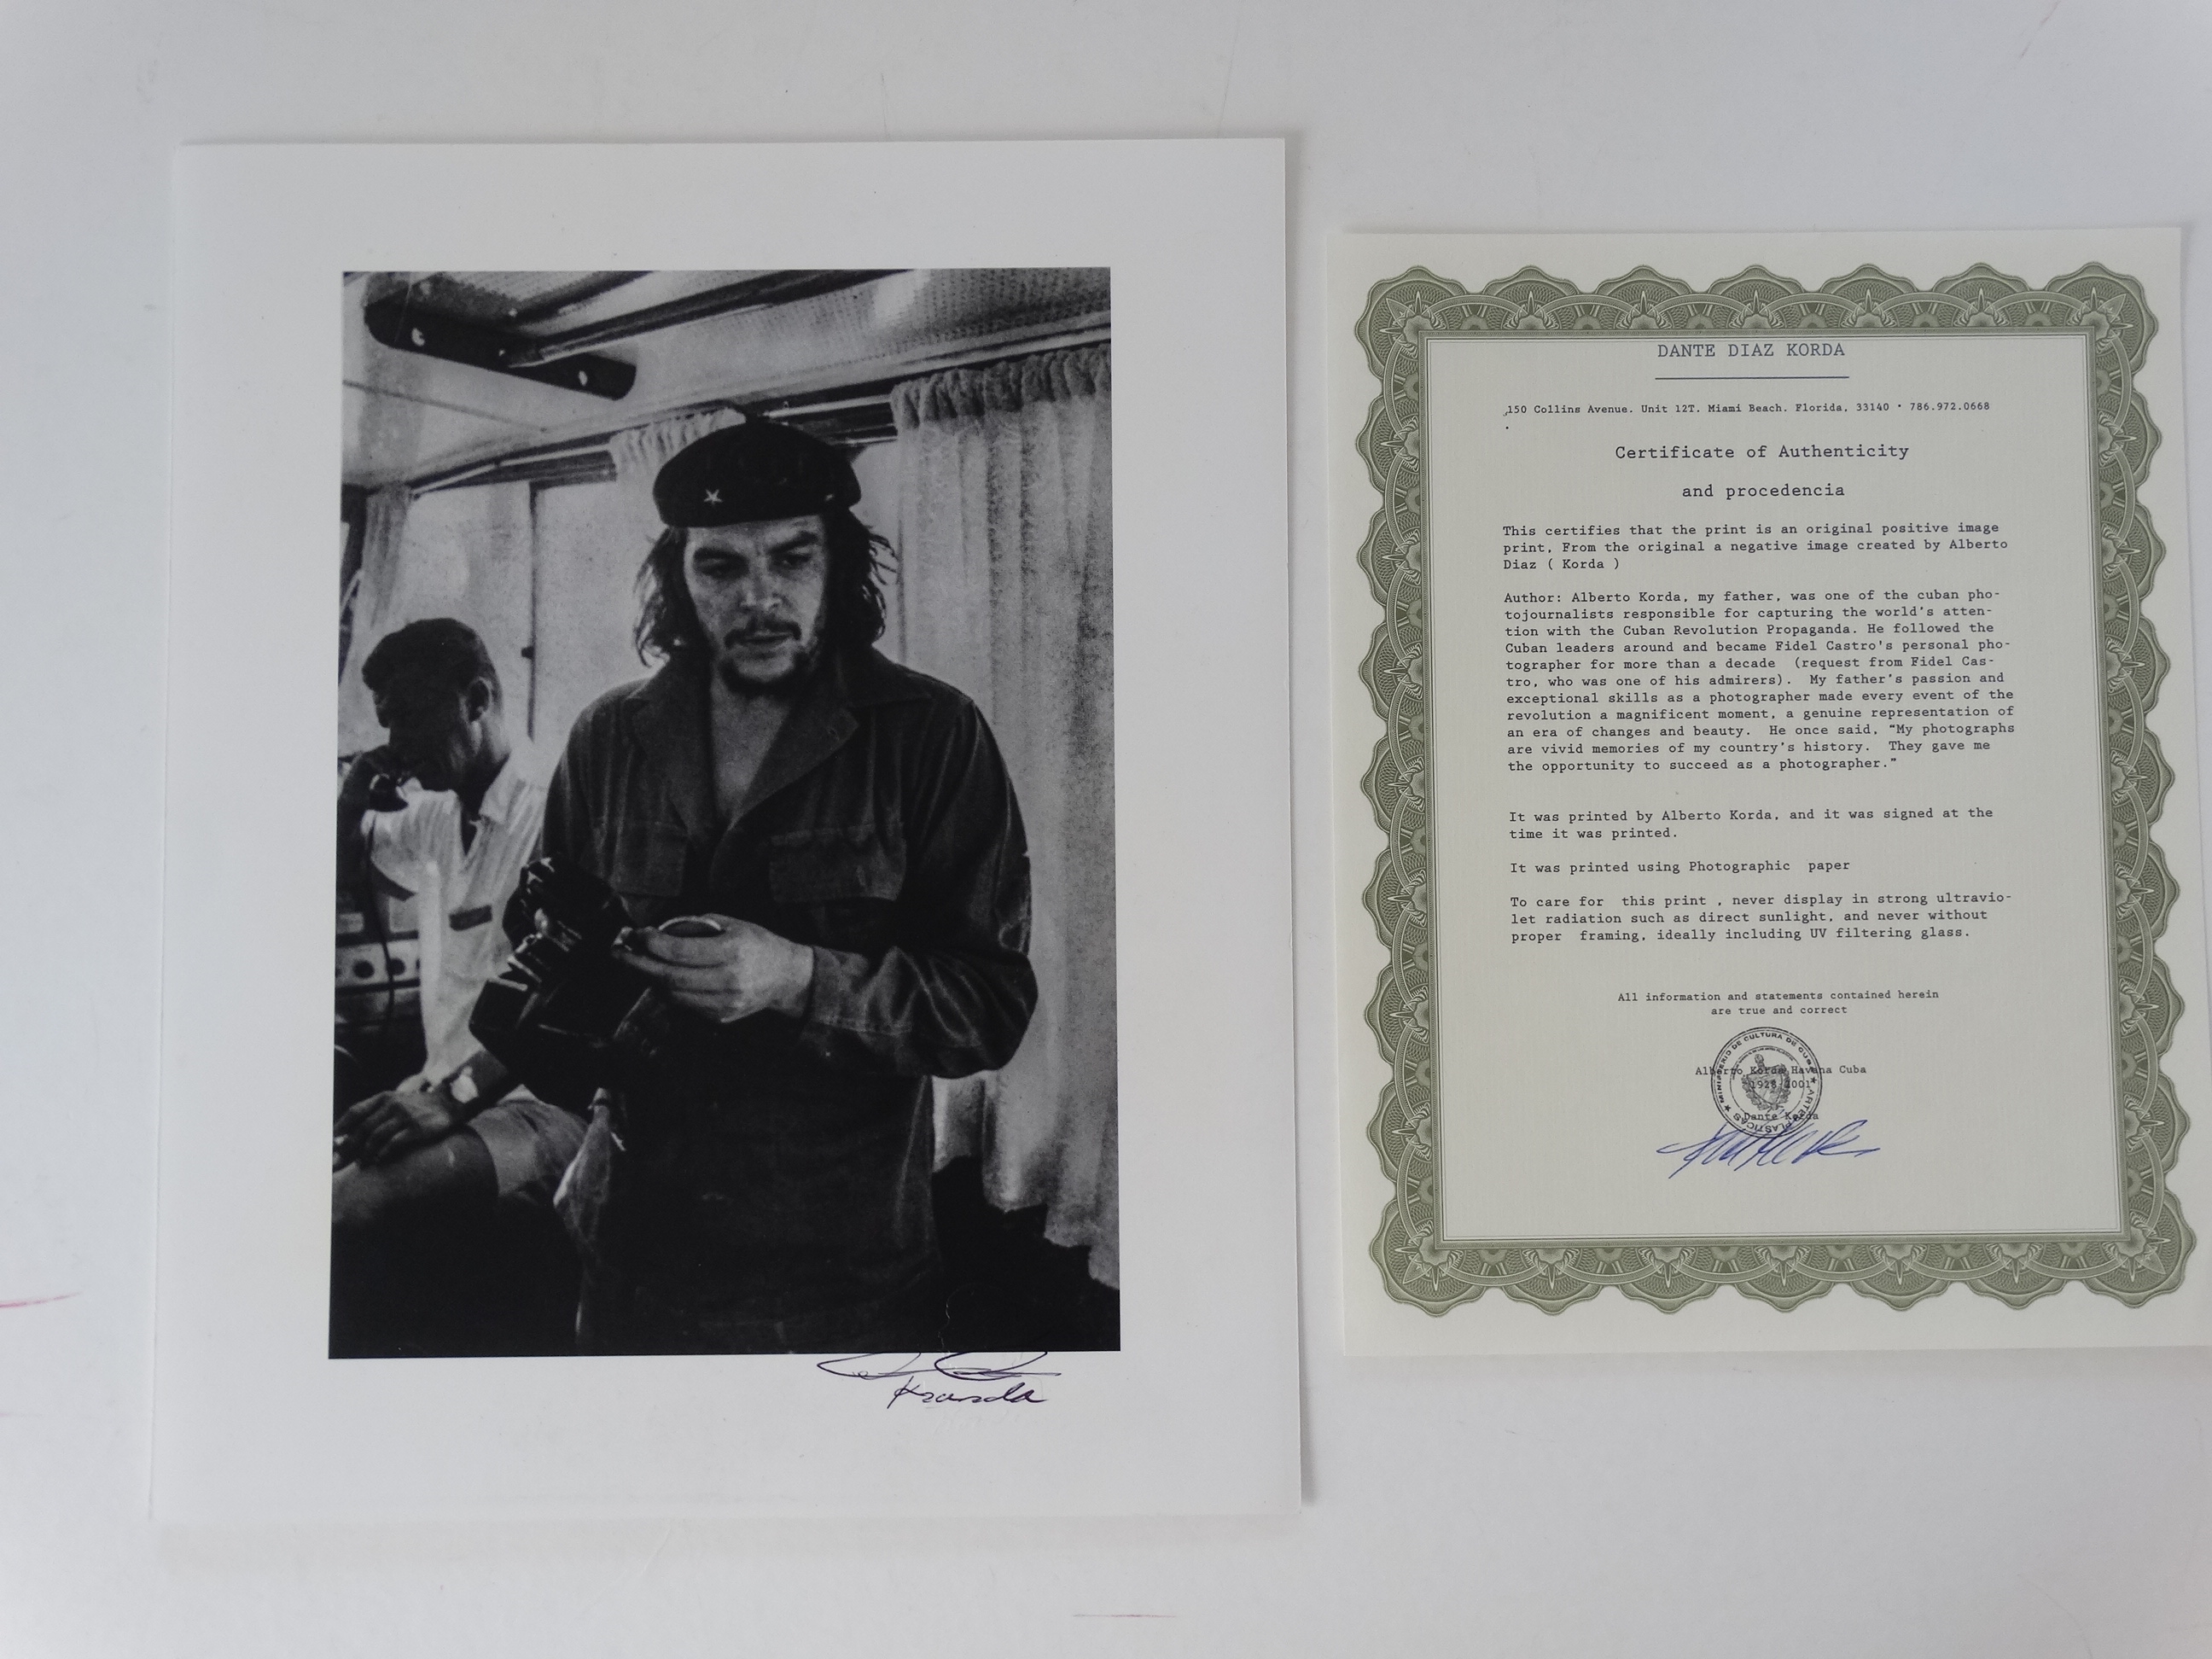 Korda
DANTE DIAZ KORDA
150 Collins Avenue. Unit 12T. Miami Beach. Florida, 33140 · 786.972.0668
Certificate of Authenticity
and procedencia
This certifies that the print is an original positive image
print, From the original a negative image created by Alberto
Diaz ( Korda )
Author: Alberto Korda, my father, was one of the cuban pho-
tojournalists responsible for capturing the world's atten-
tion with the Cuban Revolution Propaganda. He followed the
Cuban leaders around and became Fidel Castro's personal pho-
tographer for more than a decade (request from Fidel Cas-
tro, who was one of his admirers). My father's passion and
exceptional skills as a photographer made every event of the
revolution a magnificent moment, a genuine representation of
an era of changes and beauty. He once said, "My photographs
are vivid memories of my country's history. They gave me
the opportunity to succeed as a photographer."
It was printed by Alberto Korda, and it was signed at the
time it was printed.
It was printed using Photographic paper
To care for this print , never display in strong ultravio-
let radiation such as direct sunlight, and never without
proper framing, ideally including UV filtering glass.
All information and statements contained herein
are true and correct
MINISTERIO DE CULTURA DE CUBA ★ ARTES PLASTICAS ★
Alberto Korda Havana Cuba
1928-2001
Dante Korda